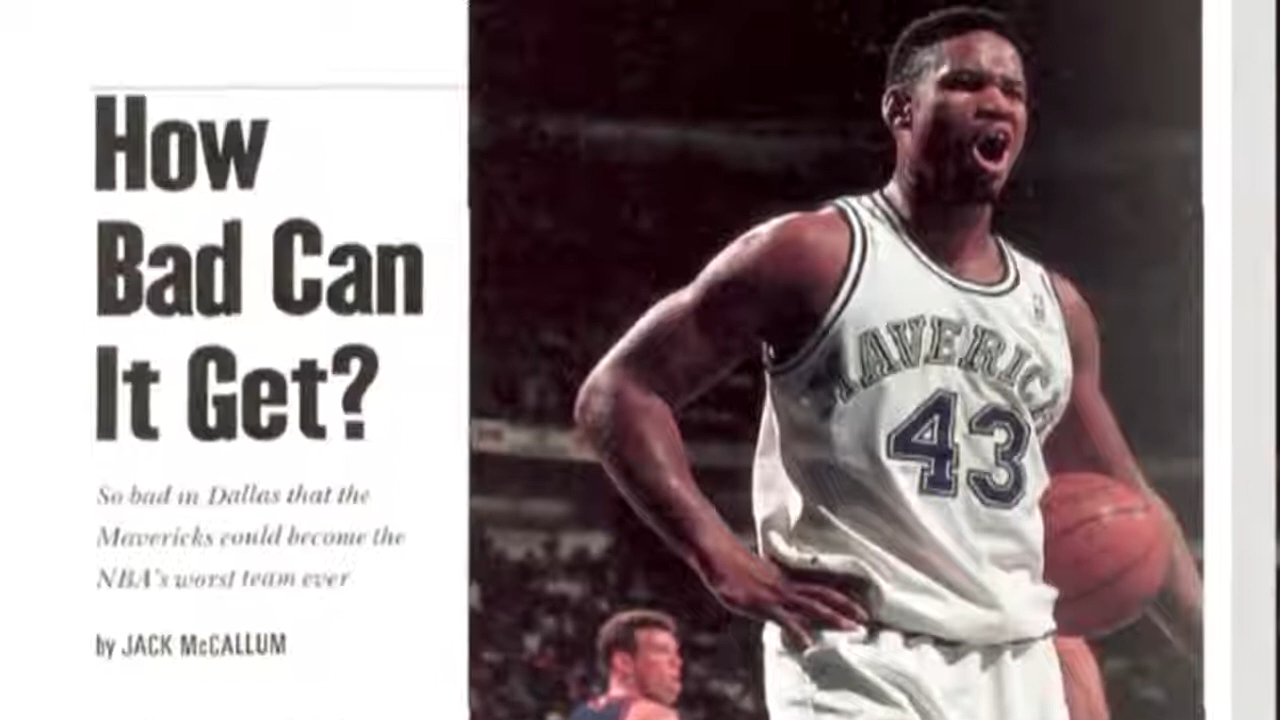 How
Bad Can
It Get?
So bad in Dallas that the
Mavericks could become the
NBA's worst team ever
by JACK McCALLUM
MAVERICK
43